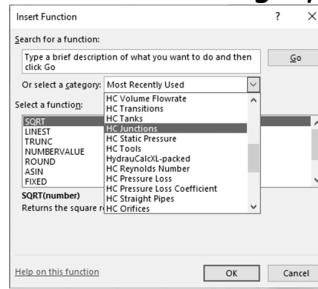 Insert Function ? ×
Search for a function:
Type a brief description of what you want to do and then
click Go
Go
Or select a category: Most Recently Used
HC Volume Flowrate
HC Transitions
HC Tanks
HC Junctions
HC Static Pressure
HC Tools
HydrauCalcXL-packed
HC Reynolds Number
HC Pressure Loss
HC Pressure Loss Coefficient
HC Straight Pipes
HC Orifices
Select a function:
SQRT
LINEST
TRUNC
NUMBERVALUE
ROUND
ASIN
FIXED
SQRT(number)
Returns the square r
Help on this function
OK
Cancel